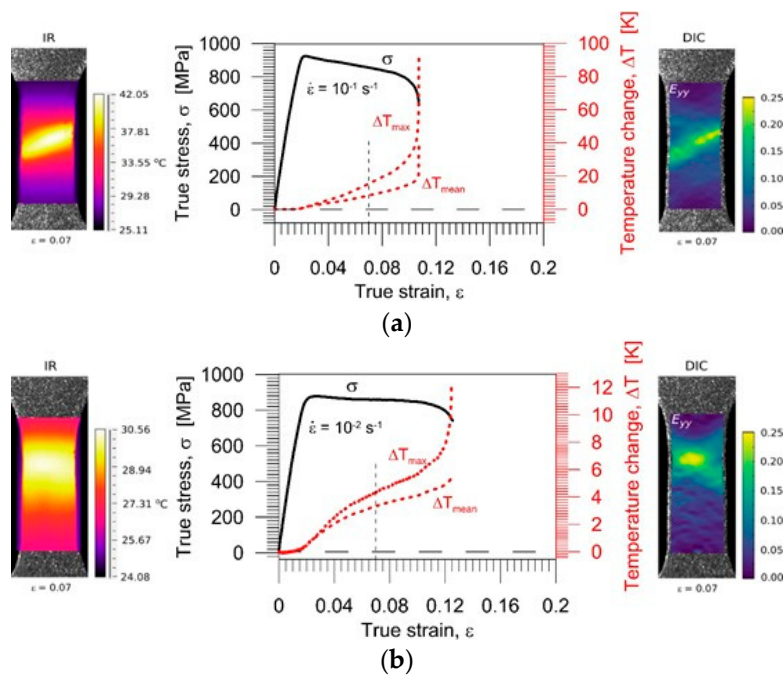 IR
42.05
37.81
33.55 °C
29.28
25.11
ε = 0.07
True stress, σ [MPa]
1000
800
600
400
200
0
σ
ε̇ = 10⁻¹ s⁻¹
ΔTmax
ΔTmean
0
0.04
0.08
0.12
0.16
0.2
True strain, ε
100
80
60
40
20
0
Temperature change, ΔT [K]
DIC
Eyy
0.25
0.20
0.15
0.10
0.05
0.00
ε = 0.07
(a)
IR
30.56
28.94
27.31 °C
25.67
24.08
ε = 0.07
True stress, σ [MPa]
1000
800
600
400
200
0
σ
ε̇ = 10⁻² s⁻¹
ΔTmax
ΔTmean
0
0.04
0.08
0.12
0.16
0.2
True strain, ε
12
10
8
6
4
2
0
Temperature change, ΔT [K]
DIC
Eyy
0.25
0.20
0.15
0.10
0.05
0.00
ε = 0.07
(b)